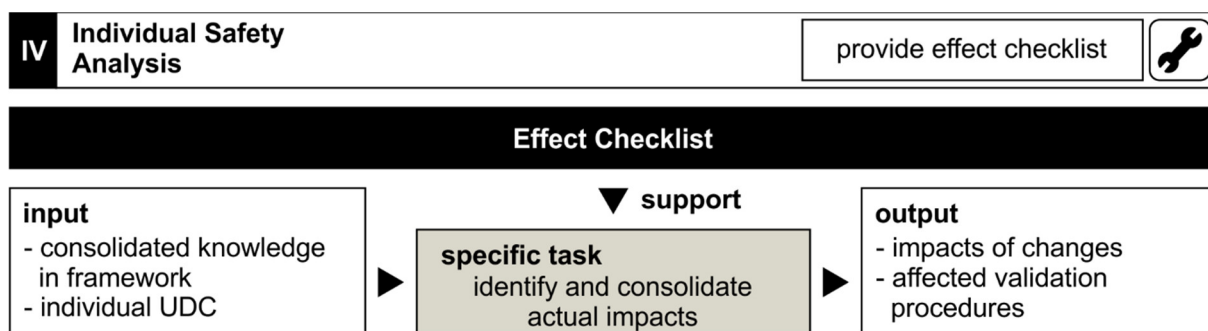 IV
Individual Safety
Analysis
provide effect checklist
Effect Checklist
support
input
- consolidated knowledge
in framework
- individual UDC
specific task
identify and consolidate
actual impacts
output
- impacts of changes
- affected validation
procedures